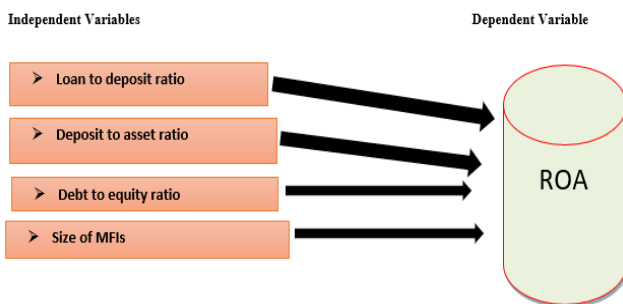 Independent Variables
Dependent Variable
➢ Loan to deposit ratio
➢ Deposit to asset ratio
➢ Debt to equity ratio
➢ Size of MFIs
ROA